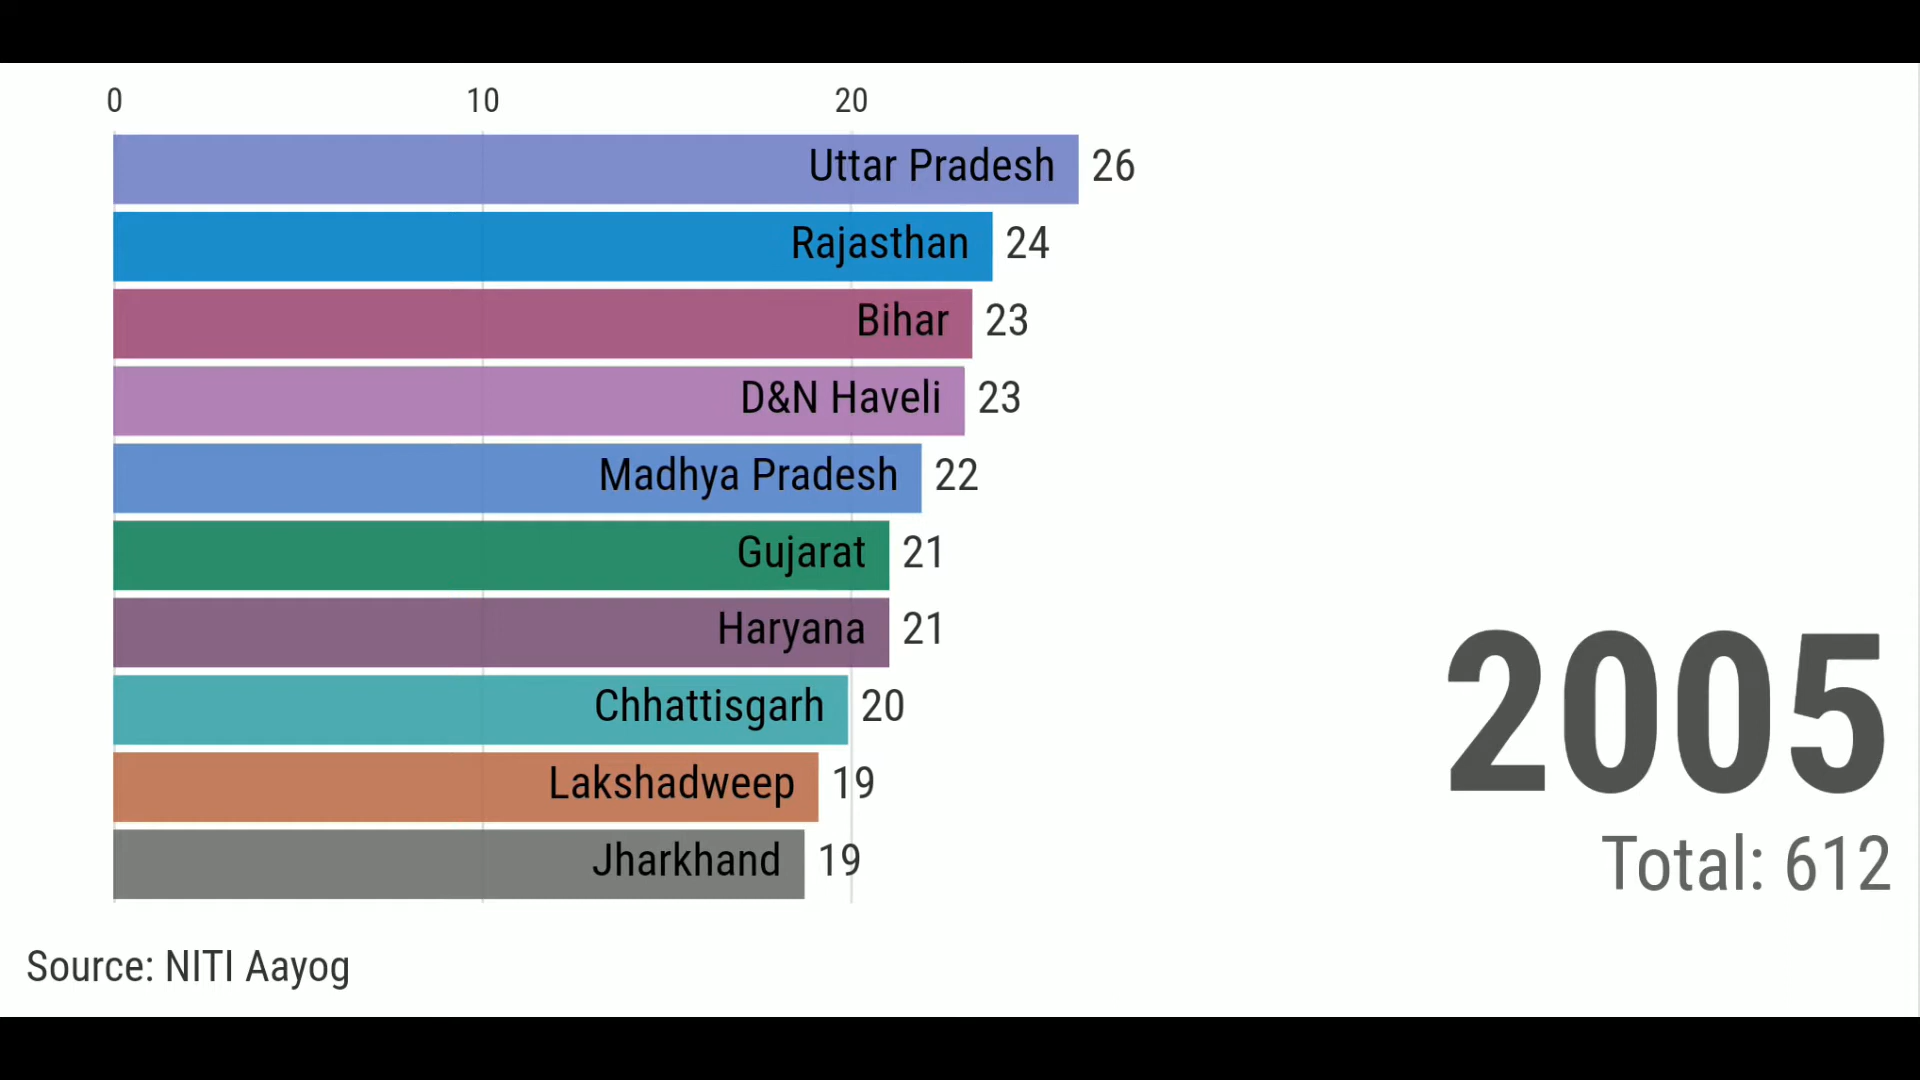 0 10 20
Uttar Pradesh 26
Rajasthan 24
Bihar 23
D&N Haveli 23
Madhya Pradesh 22
Gujarat 21
Haryana 21
Chhattisgarh 20
Lakshadweep 19
Jharkhand 19
2005
Total: 612
Source: NITI Aayog